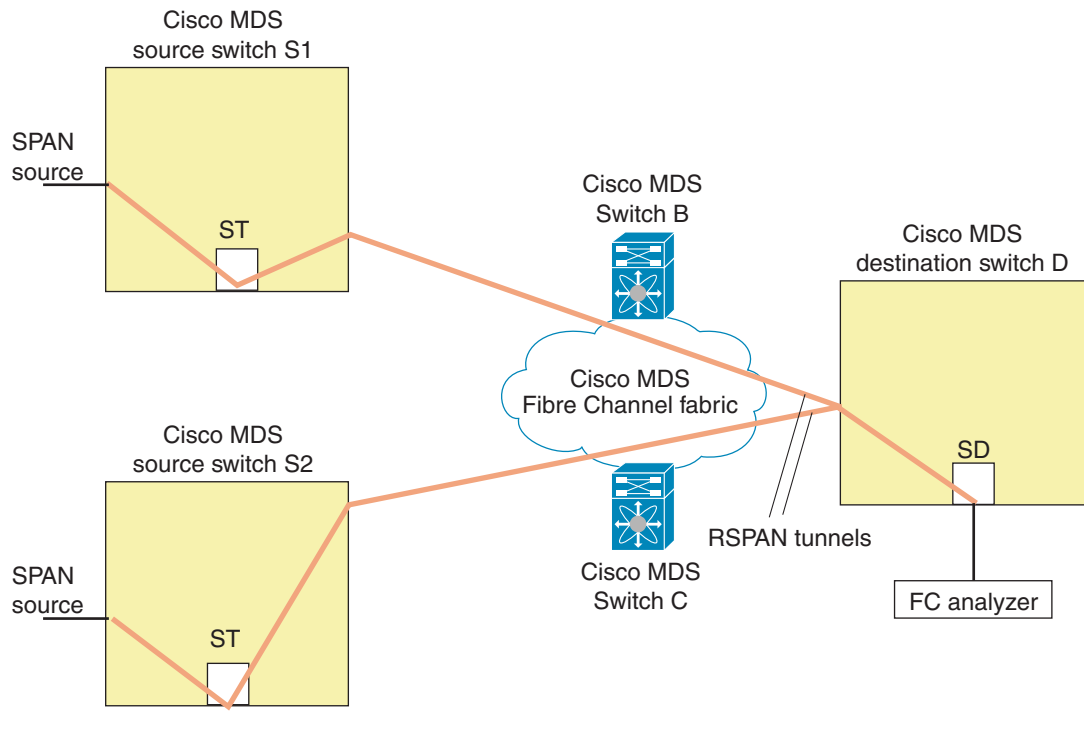 Cisco MDS
source switch S1
SPAN
source
ST
Cisco MDS
Switch B
Cisco MDS
destination switch D
Cisco MDS
Fibre Channel fabric
Cisco MDS
source switch S2
SD
RSPAN tunnels
SPAN
source
ST
Cisco MDS
Switch C
FC analyzer